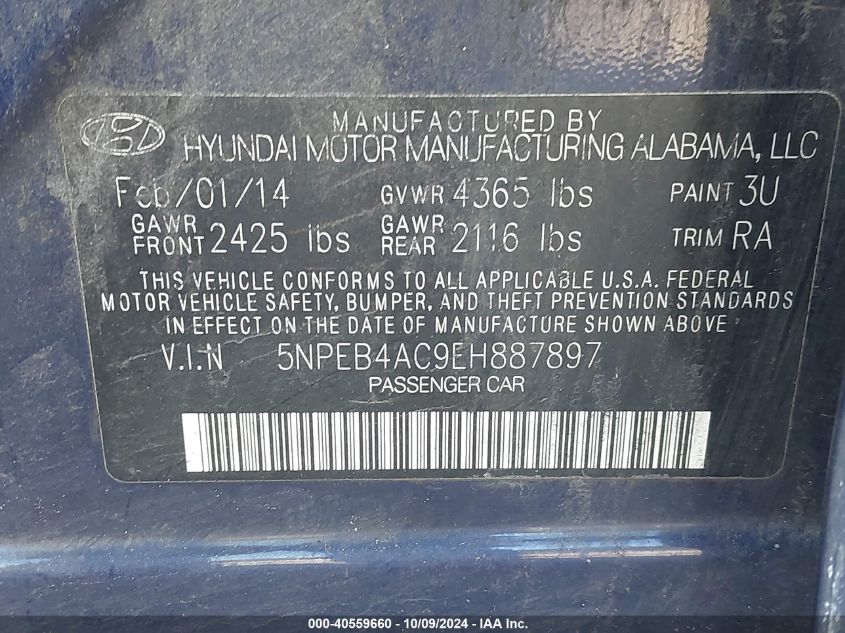 MANUFACTURED BY
HYUNDAI MOTOR MANUFACTURING ALABAMA, LLC
Feb/01/14 GVWR 4365 lbs PAINT 3U
GAWR FRONT 2425 lbs GAWR REAR 2116 lbs TRIM RA
THIS VEHICLE CONFORMS TO ALL APPLICABLE U.S.A. FEDERAL
MOTOR VEHICLE SAFETY, BUMPER, AND THEFT PREVENTION STANDARDS
IN EFFECT ON THE DATE OF MANUFACTURE SHOWN ABOVE
V.I.N 5NPEB4AC9EH887897
PASSENGER CAR
000-40559660 - 10/09/2024 - IAA Inc.